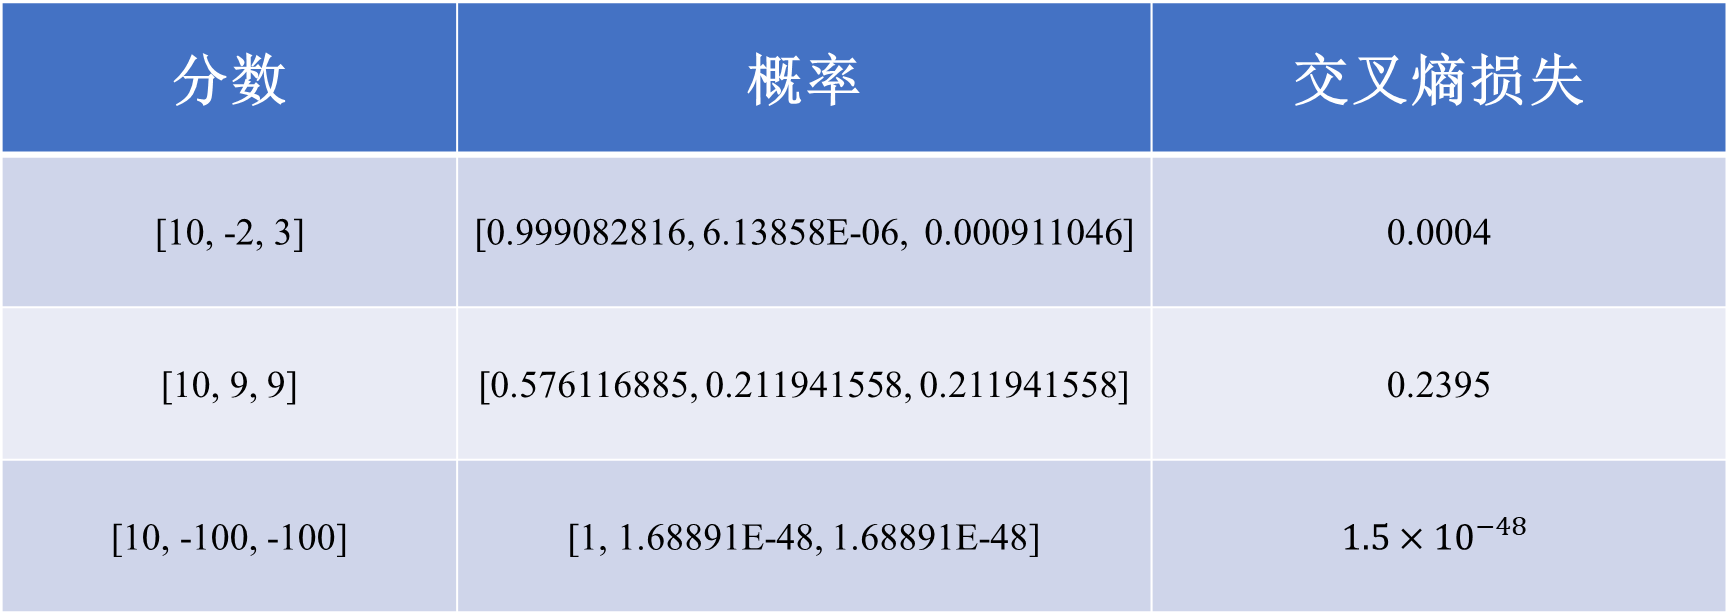 分数 概率 交叉熵损失
[10, -2, 3] [0.999082816, 6.13858E-06, 0.000911046] 0.0004
[10, 9, 9] [0.576116885, 0.211941558, 0.211941558] 0.2395
[10, -100, -100] [1, 1.68891E-48, 1.68891E-48] 1.5 × 10⁻⁴⁸